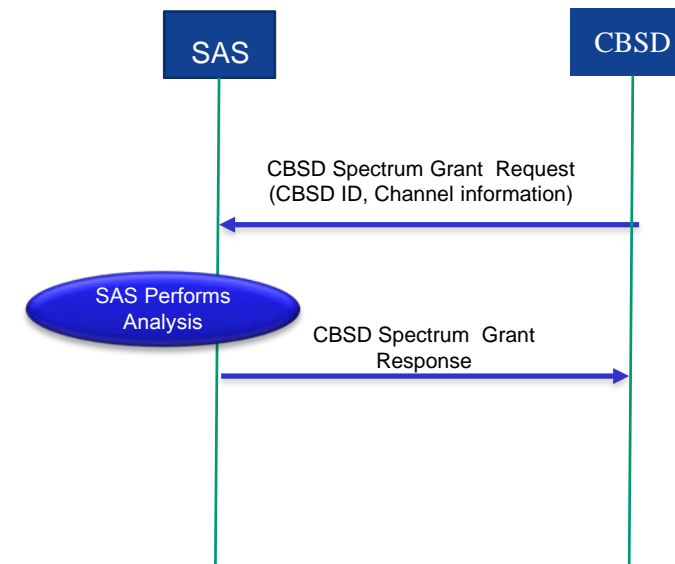 SAS
CBSD
CBSD Spectrum Grant Request
(CBSD ID, Channel information)
SAS Performs
Analysis
CBSD Spectrum Grant
Response